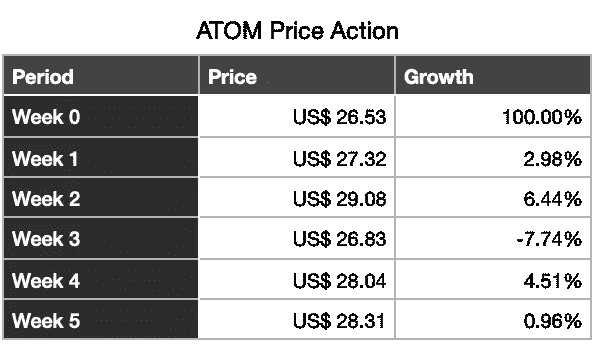 ATOM Price Action
Period Price Growth
Week 0 US$ 26.53 100.00%
Week 1 US$ 27.32 2.98%
Week 2 US$ 29.08 6.44%
Week 3 US$ 26.83 -7.74%
Week 4 US$ 28.04 4.51%
Week 5 US$ 28.31 0.96%